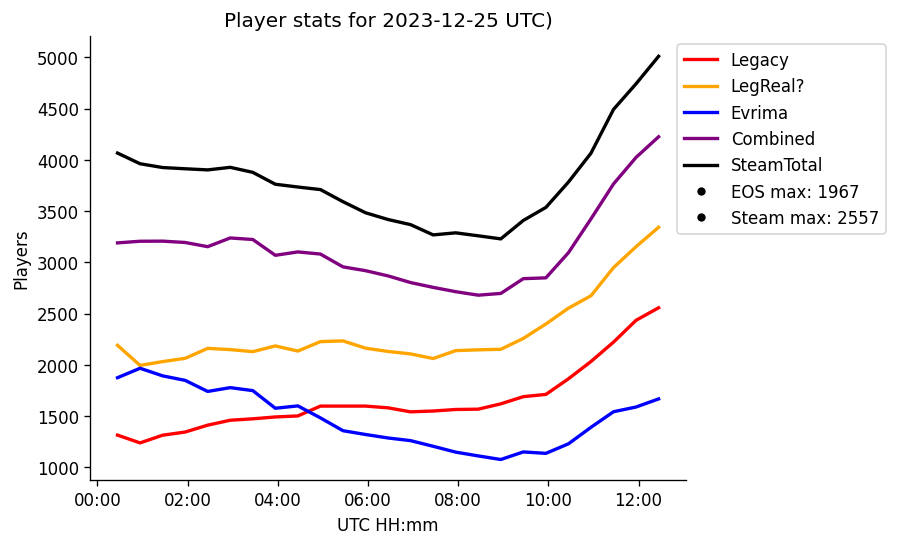 Player stats for 2023-12-25 UTC)
Players
5000
4500
4000
3500
3000
2500
2000
1500
1000
00:00 02:00 04:00 06:00 08:00 10:00 12:00
UTC HH:mm
Legacy
LegReal?
Evrima
Combined
SteamTotal
EOS max: 1967
Steam max: 2557